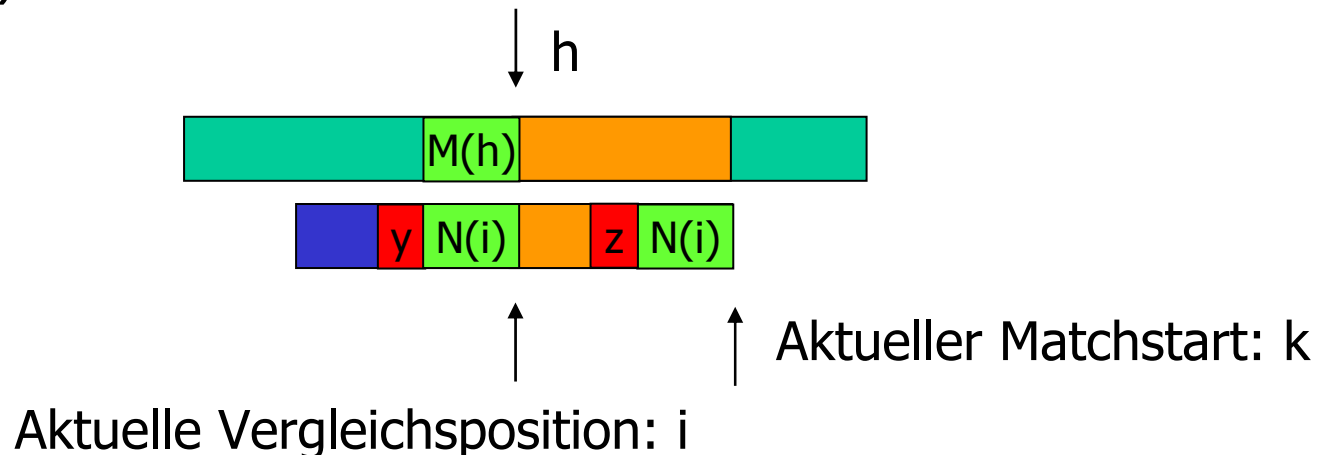 h
M(h)
y N(i) z N(i)
Aktueller Matchstart: k
Aktuelle Vergleichsposition: i